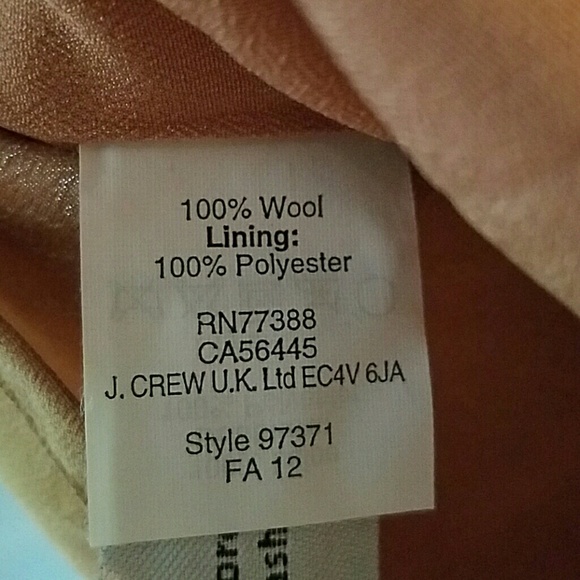 100% Wool
Lining:
100% Polyester
RN77388
CA56445
J. CREW U.K. Ltd EC4V 6JA
Style 97371
FA 12